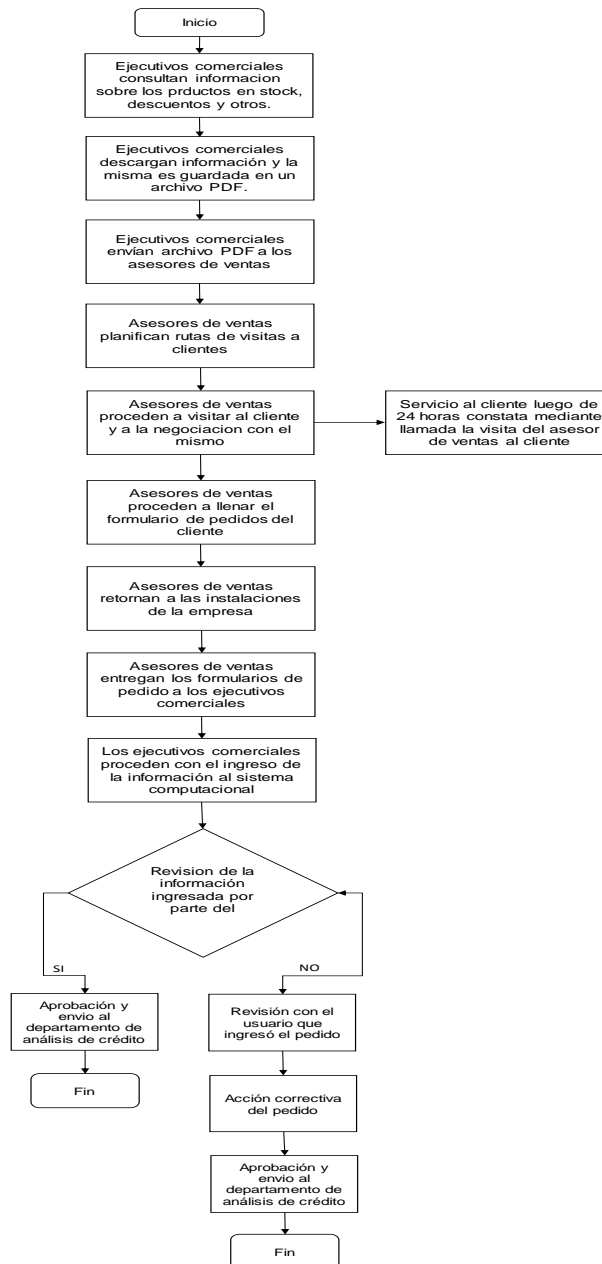 Inicio
Ejecutivos comerciales
consultan informacion
sobre los prductos en stock,
descuentos y otros.
Ejecutivos comerciales
descargan información y la
misma es guardada en un
archivo PDF.
Ejecutivos comerciales
envían archivo PDF a los
asesores de ventas
Asesores de ventas
planifican rutas de visitas a
clientes
Asesores de ventas
proceden a visitar al cliente
y a la negociacion con el
mismo
Servicio al cliente luego de
24 horas constata mediante
llamada la visita del asesor
de ventas al cliente
Asesores de ventas
proceden a llenar el
formulario de pedidos del
cliente
Asesores de ventas
retornan a las instalaciones
de la empresa
Asesores de ventas
entregan los formularios de
pedido a los ejecutivos
comerciales
Los ejecutivos comerciales
proceden con el ingreso de
la información al sistema
computacional
Revision de la
información
ingresada por
parte del
SI
NO
Aprobación y
envio al
departamento de
análisis de crédito
Fin
Revisión con el
usuario que
ingresó el pedido
Acción correctiva
del pedido
Aprobación y
envio al
departamento de
análisis de crédito
Fin